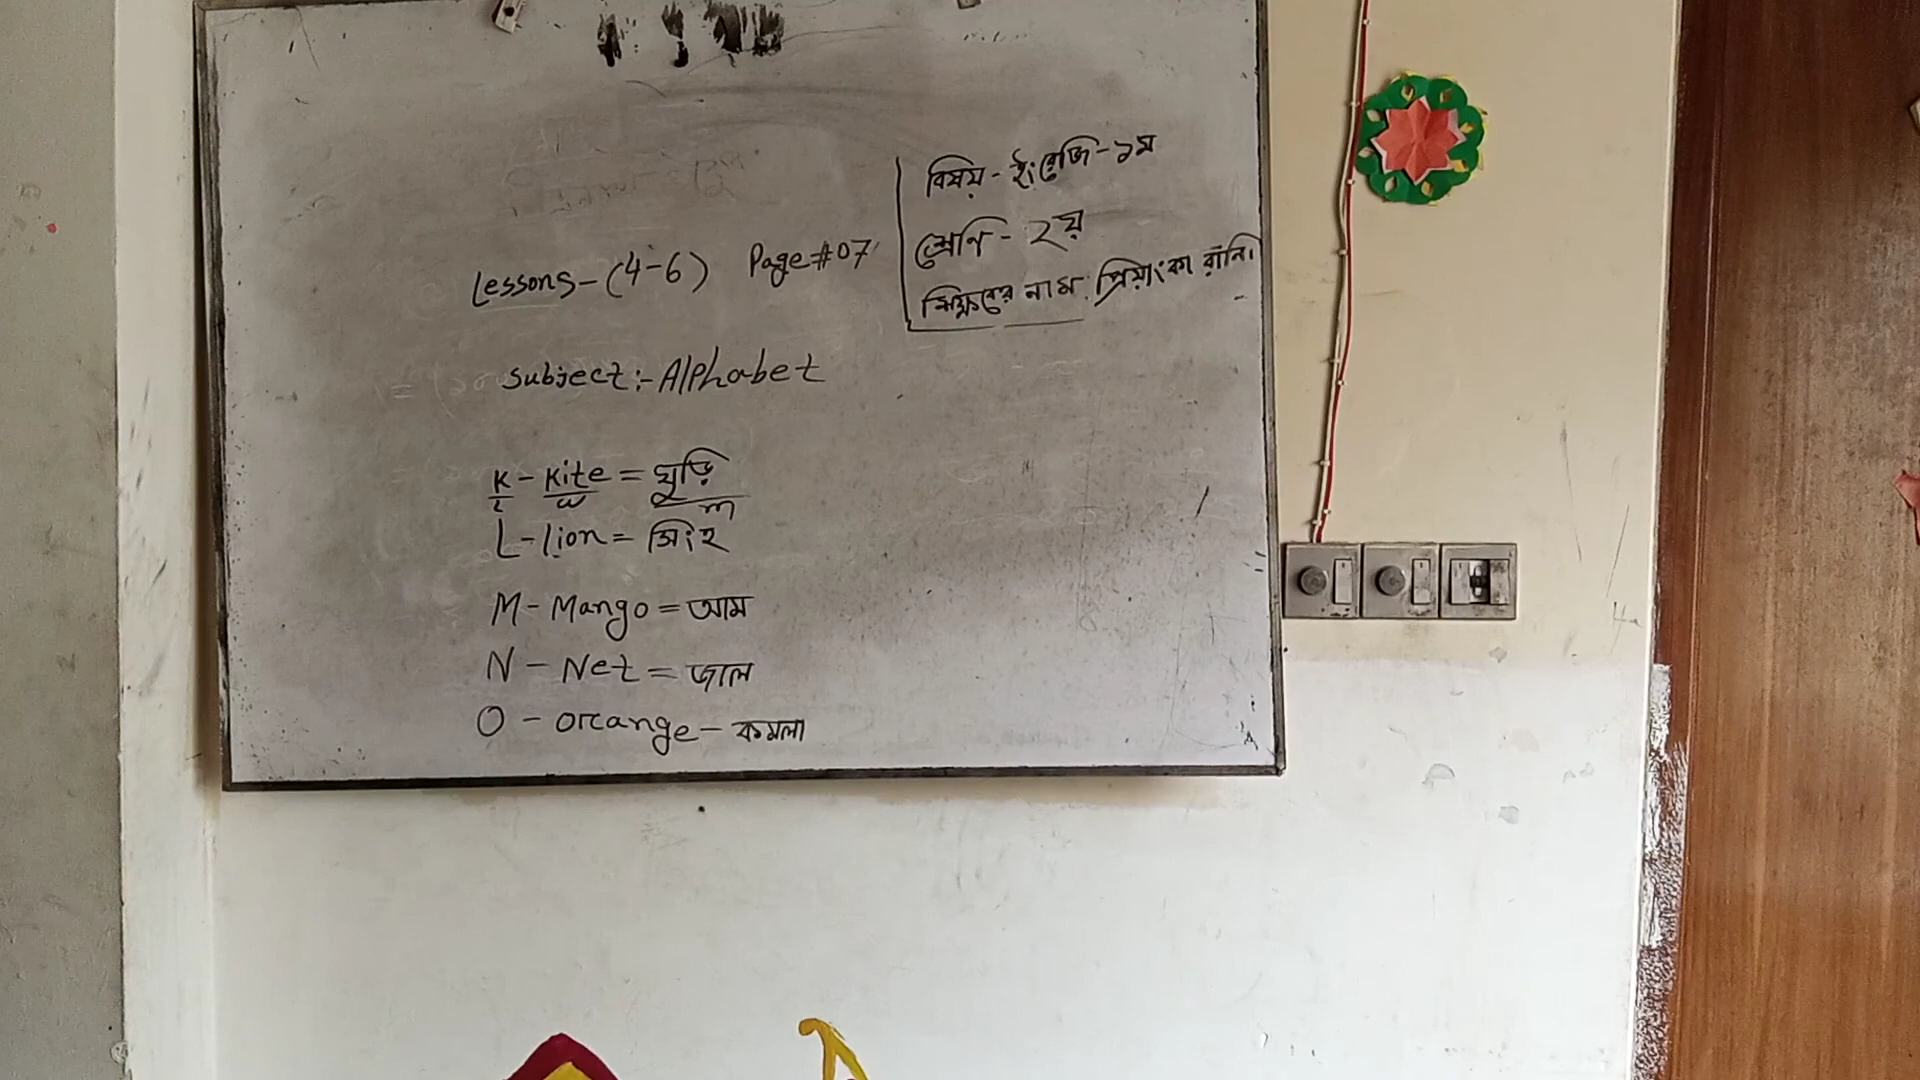 বিষয় - ইংরেজি - ১ম
শ্রেণি - ২য়
শিক্ষকের নাম: প্রিয়াংকা রানি।
Lessons - (4-6) Page # 07
Subject :- Alphabet
K - Kite = ঘুড়ি
L - lion = সিংহ
M - Mango = আম
N - Net = জাল
O - orange - কমলা